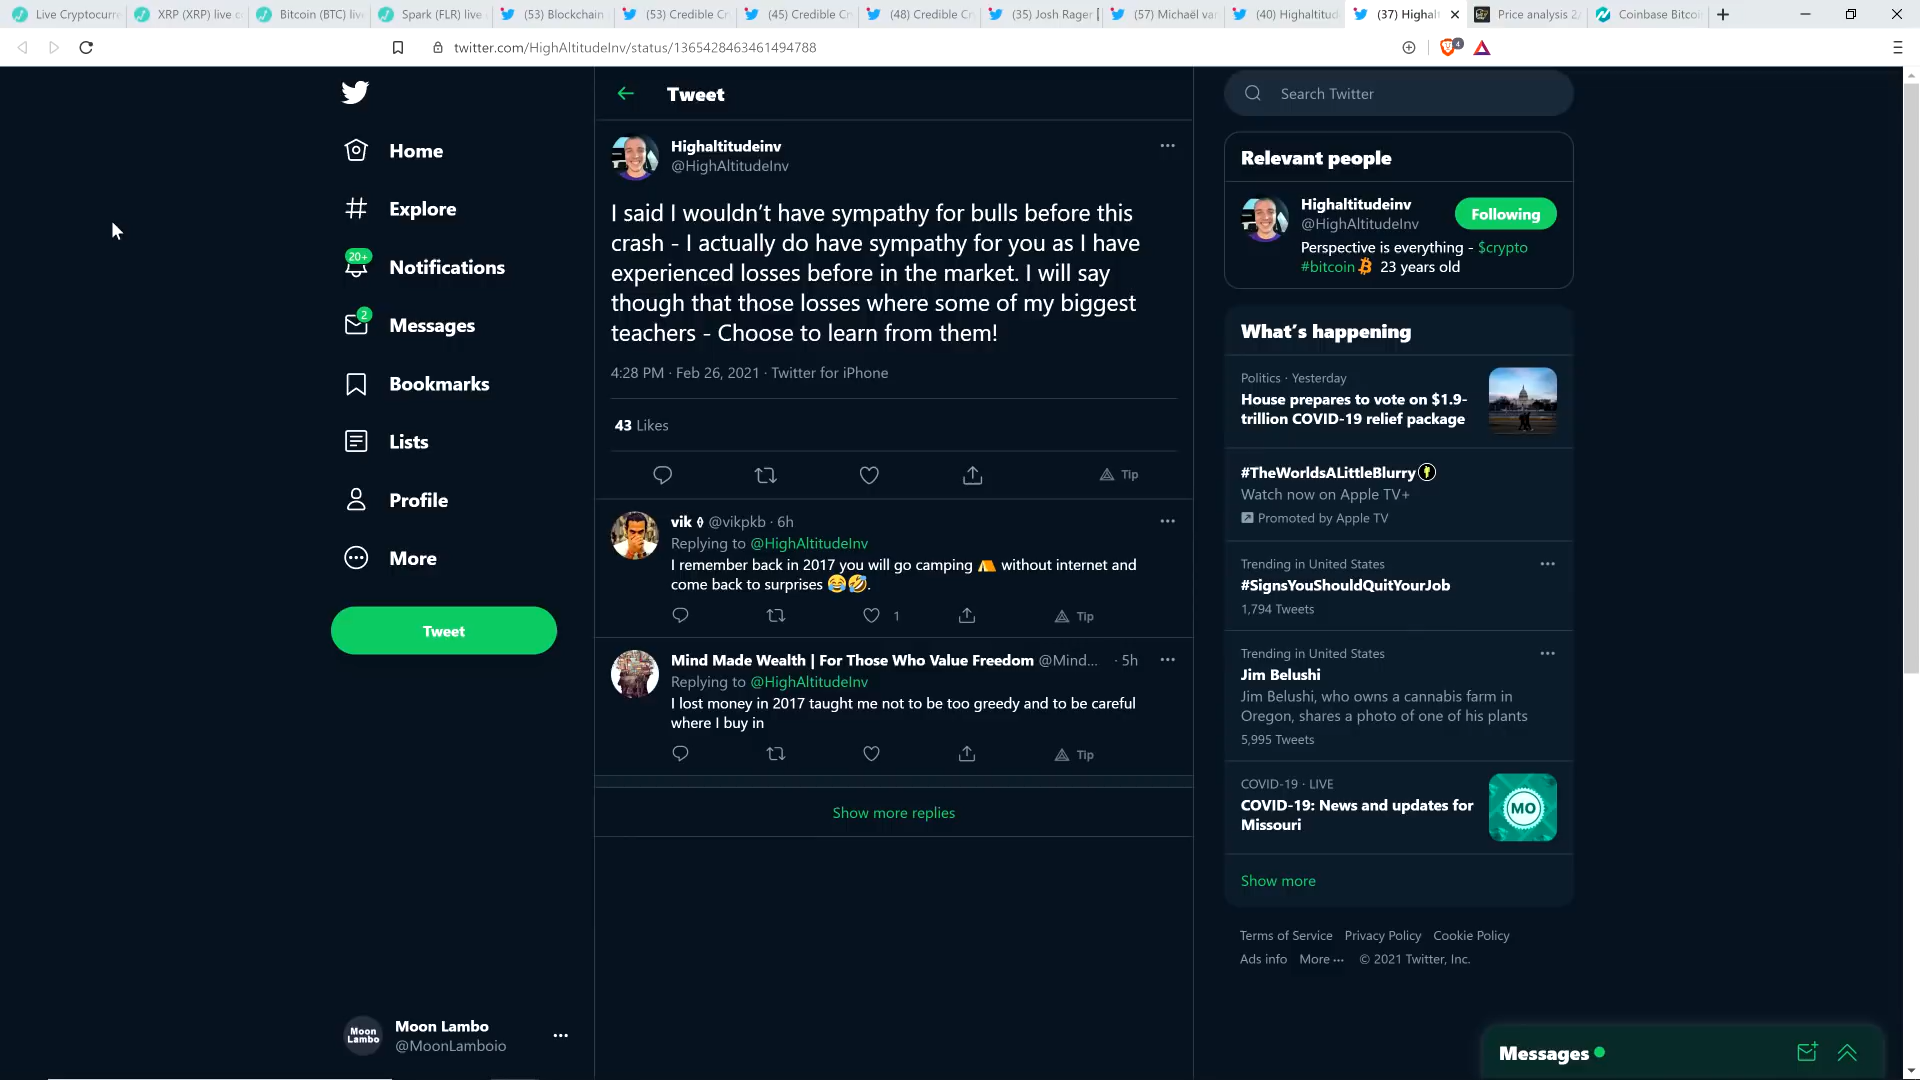 Live Cryptocurre
XRP (XRP) live c
Bitcoin (BTC) liv
Spark (FLR) live
(53) Blockchain
(53) Credible Cr
(45) Credible Cr
(48) Credible Cr
(35) Josh Rager [
(57) Michaël van
(40) Highaltitud
(37) Highal
Price analysis 2
Coinbase Bitcoi
twitter.com/HighAltitudeInv/status/1365428463461494788
4
Home
Explore
20+
Notifications
2
Messages
Bookmarks
Lists
Profile
More
Tweet
Moon
Lambo
Moon Lambo
@MoonLamboio
Tweet
Highaltitudeinv
@HighAltitudeInv
I said I wouldn’t have sympathy for bulls before this
crash - I actually do have sympathy for you as I have
experienced losses before in the market. I will say
though that those losses where some of my biggest
teachers - Choose to learn from them!
4:28 PM · Feb 26, 2021 · Twitter for iPhone
43 Likes
Tip
vik @vikpkb · 6h
Replying to @HighAltitudeInv
I remember back in 2017 you will go camping ⛺ without internet and
come back to surprises 😂🤣.
1
Tip
Mind Made Wealth | For Those Who Value Freedom @Mind... · 5h
Replying to @HighAltitudeInv
I lost money in 2017 taught me not to be too greedy and to be careful
where I buy in
Tip
Show more replies
Search Twitter
Relevant people
Highaltitudeinv
@HighAltitudeInv
Following
Perspective is everything - $crypto
#bitcoin 23 years old
What’s happening
Politics · Yesterday
House prepares to vote on $1.9-
trillion COVID-19 relief package
#TheWorldsALittleBlurry
Watch now on Apple TV+
Promoted by Apple TV
Trending in United States
#SignsYouShouldQuitYourJob
1,794 Tweets
Trending in United States
Jim Belushi
Jim Belushi, who owns a cannabis farm in
Oregon, shares a photo of one of his plants
5,995 Tweets
COVID-19 · LIVE
COVID-19: News and updates for
Missouri
MO
Show more
Terms of Service Privacy Policy Cookie Policy
Ads info More ··· © 2021 Twitter, Inc.
Messages